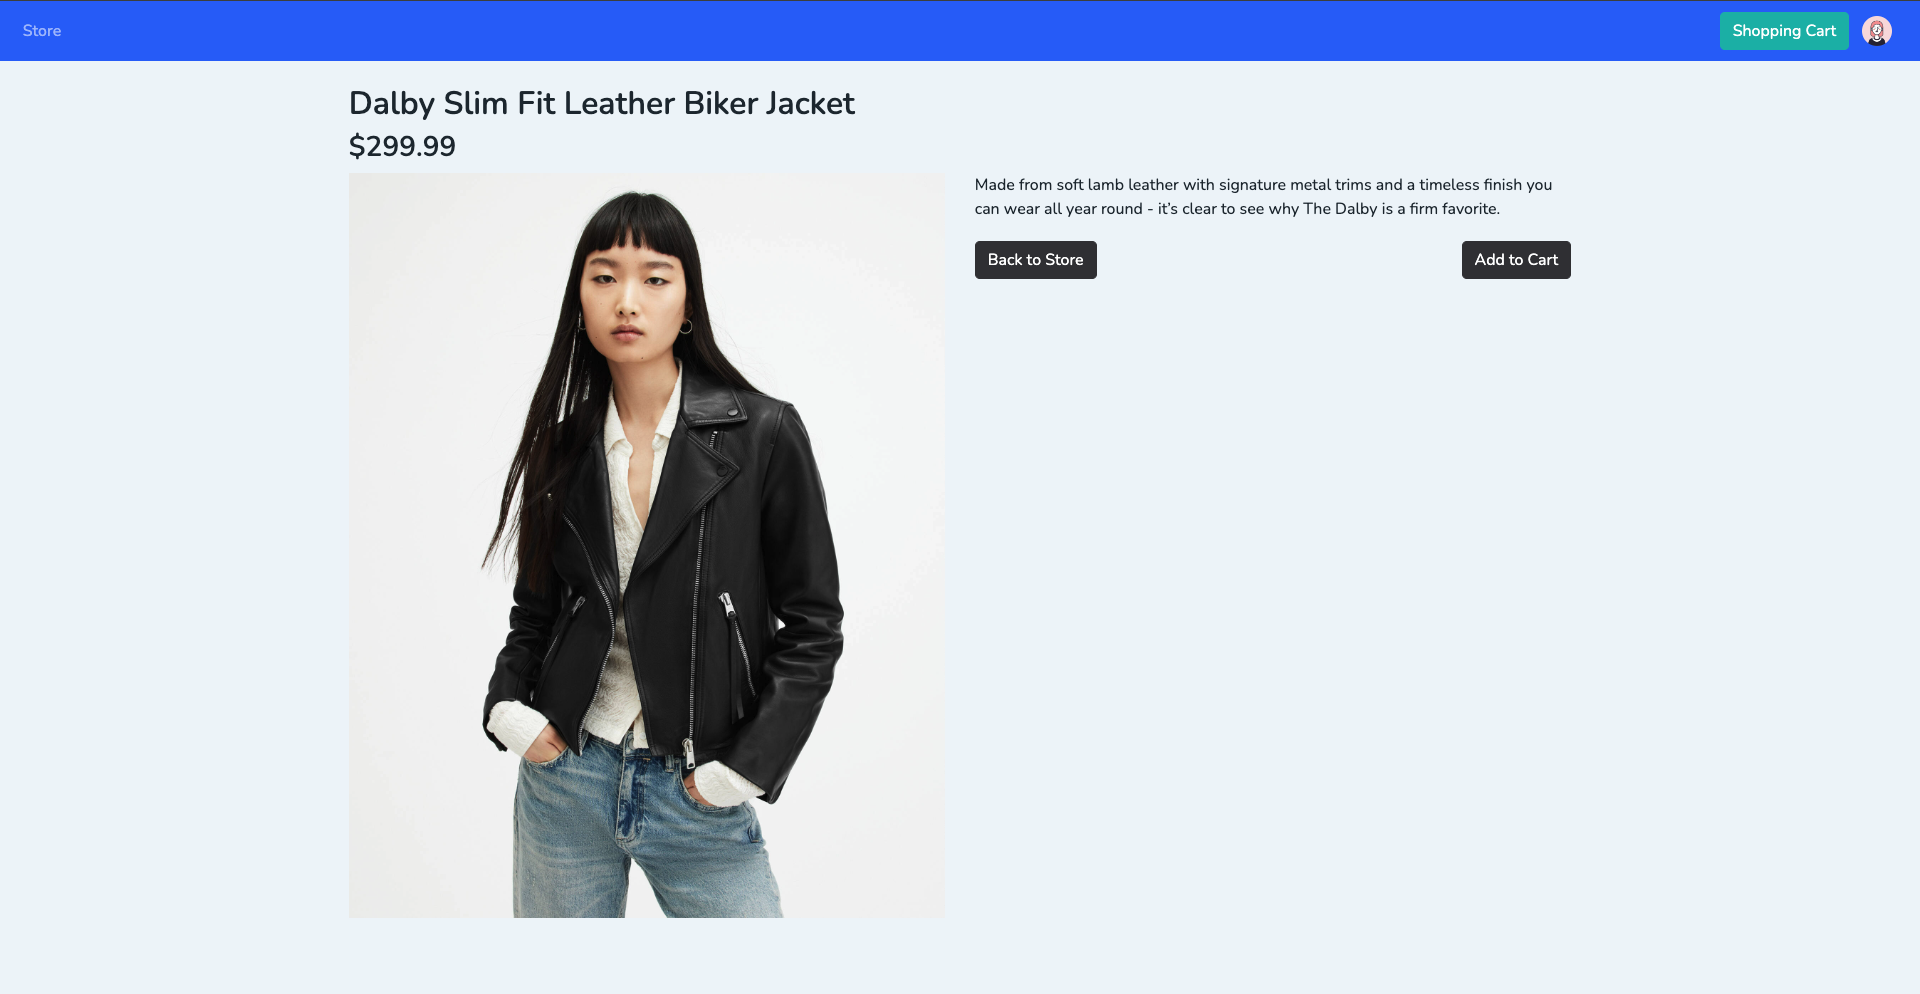 Store
Shopping Cart
Dalby Slim Fit Leather Biker Jacket
$299.99
Made from soft lamb leather with signature metal trims and a timeless finish you
can wear all year round - it’s clear to see why The Dalby is a firm favorite.
Back to Store
Add to Cart